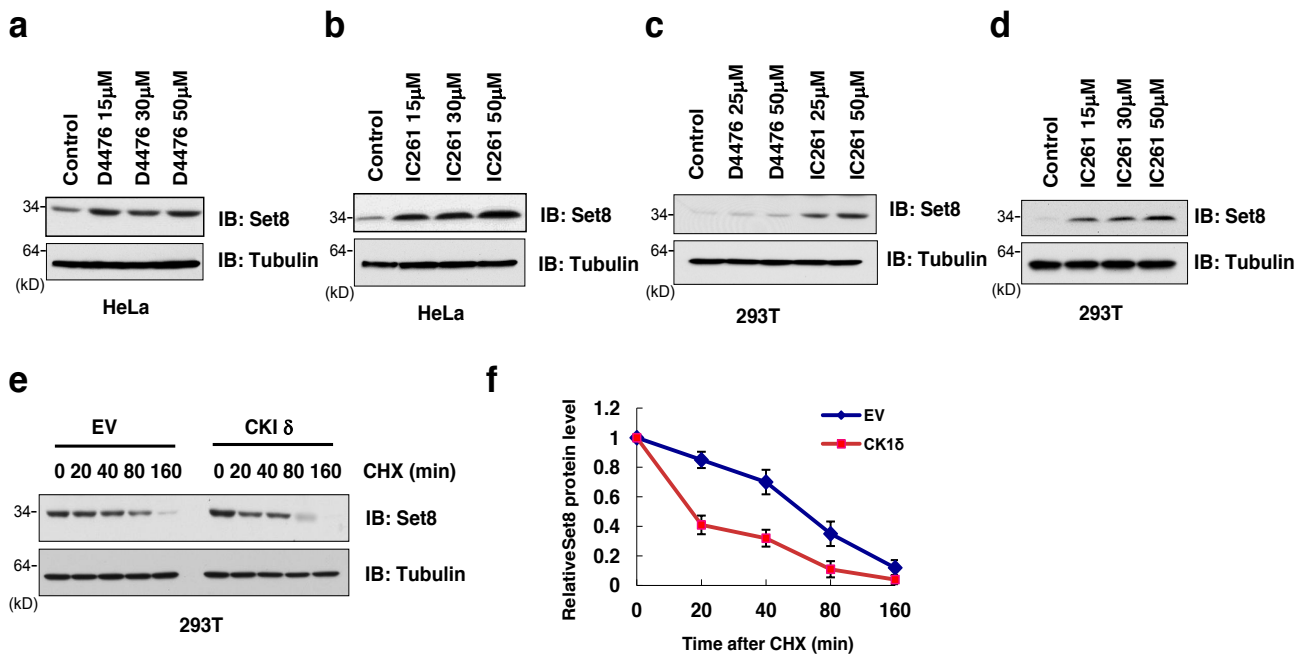 a
Control
D4476 15μM
D4476 30μM
D4476 50μM
34-
IB: Set8
64-
IB: Tubulin
(kD)
HeLa
b
Control
IC261 15μM
IC261 30μM
IC261 50μM
34-
IB: Set8
64-
IB: Tubulin
(kD)
HeLa
c
Control
D4476 25μM
D4476 50μM
IC261 25μM
IC261 50μM
34-
IB: Set8
64-
IB: Tubulin
(kD)
293T
d
Control
IC261 15μM
IC261 30μM
IC261 50μM
34-
IB: Set8
64-
IB: Tubulin
(kD)
293T
e
EV
CKI δ
0 20 40 80 160 0 20 40 80 160 CHX (min)
34-
IB: Set8
64-
IB: Tubulin
(kD)
293T
f
RelativeSet8 protein level
1.2
1
0.8
0.6
0.4
0.2
0
EV
CK1δ
0 20 40 80 160
Time after CHX (min)